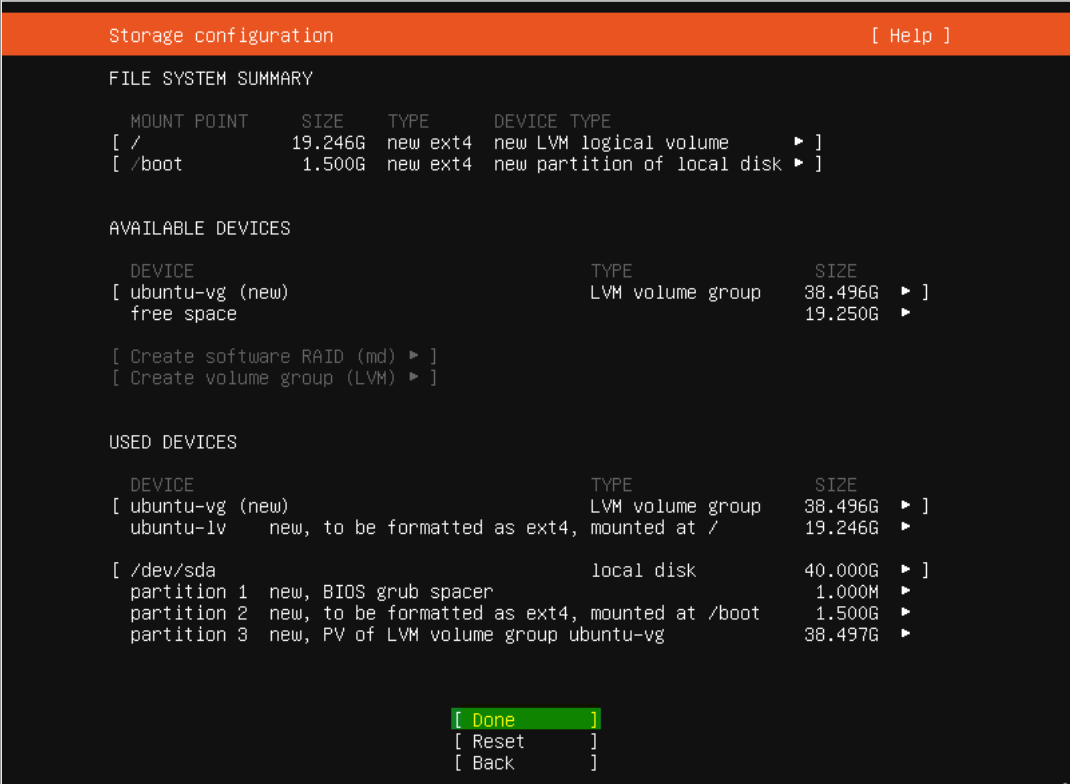 Storage configuration [ Help ]
FILE SYSTEM SUMMARY
MOUNT POINT SIZE TYPE DEVICE TYPE
[ / 19.246G new ext4 new LVM logical volume ▸ ]
[ /boot 1.500G new ext4 new partition of local disk ▸ ]
AVAILABLE DEVICES
DEVICE TYPE SIZE
[ ubuntu-vg (new) LVM volume group 38.496G ▸ ]
free space 19.250G ▸
[ Create software RAID (md) ▸ ]
[ Create volume group (LVM) ▸ ]
USED DEVICES
DEVICE TYPE SIZE
[ ubuntu-vg (new) LVM volume group 38.496G ▸ ]
ubuntu-lv new, to be formatted as ext4, mounted at / 19.246G ▸
[ /dev/sda local disk 40.000G ▸ ]
partition 1 new, BIOS grub spacer 1.000M ▸
partition 2 new, to be formatted as ext4, mounted at /boot 1.500G ▸
partition 3 new, PV of LVM volume group ubuntu-vg 38.497G ▸
[ Done ]
[ Reset ]
[ Back ]